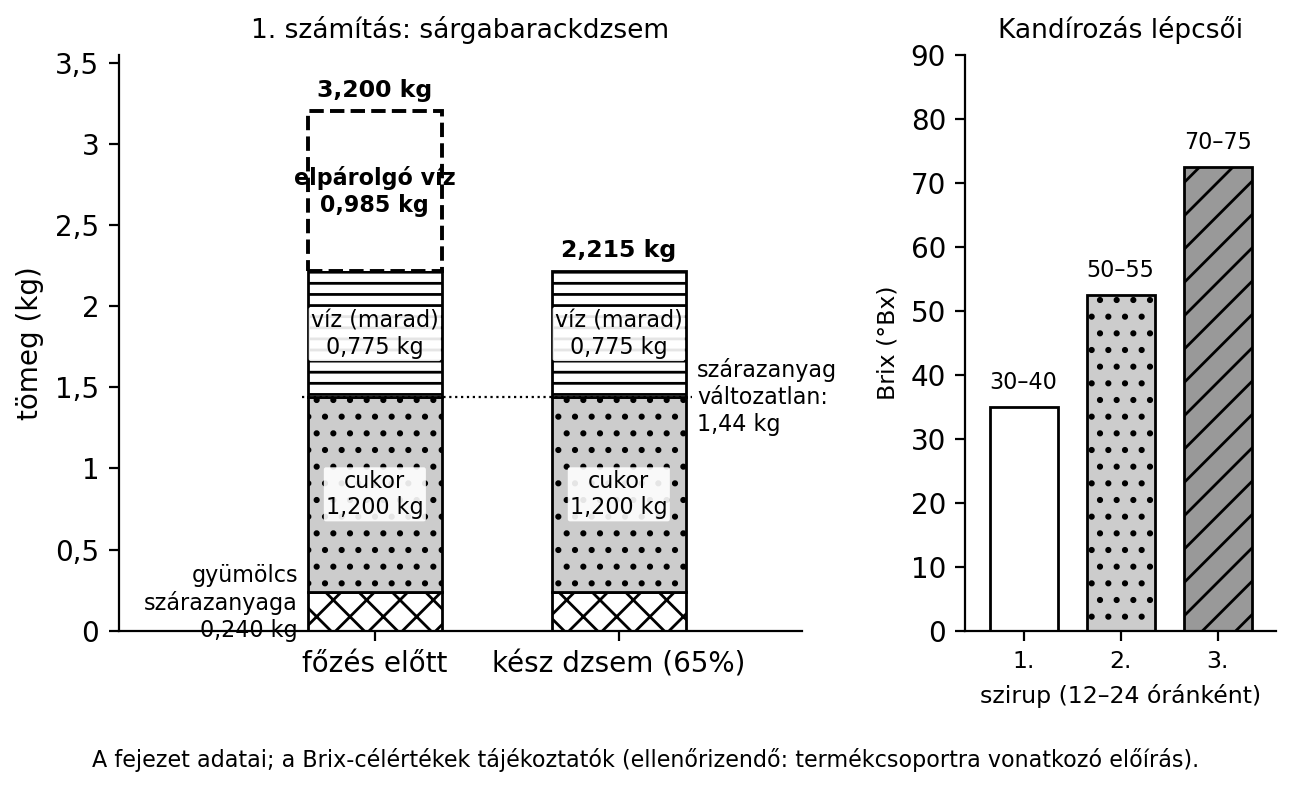 1. számítás: sárgabarackdzsem
3,5
3
2,5
2
1,5
1
0,5
0
tömeg (kg)
3,200 kg
elpárolgó víz
0,985 kg
víz (marad)
0,775 kg
cukor
1,200 kg
gyümölcs
szárazanyaga
0,240 kg
2,215 kg
víz (marad)
0,775 kg
cukor
1,200 kg
szárazanyag
változatlan:
1,44 kg
főzés előtt
kész dzsem (65%)
Kandírozás lépcsői
90
80
70
60
50
40
30
20
10
0
Brix (°Bx)
30–40
50–55
70–75
1.
2.
3.
szirup (12–24 óránként)
A fejezet adatai; a Brix-célértékek tájékoztatók (ellenőrizendő: termékcsoportra vonatkozó előírás).